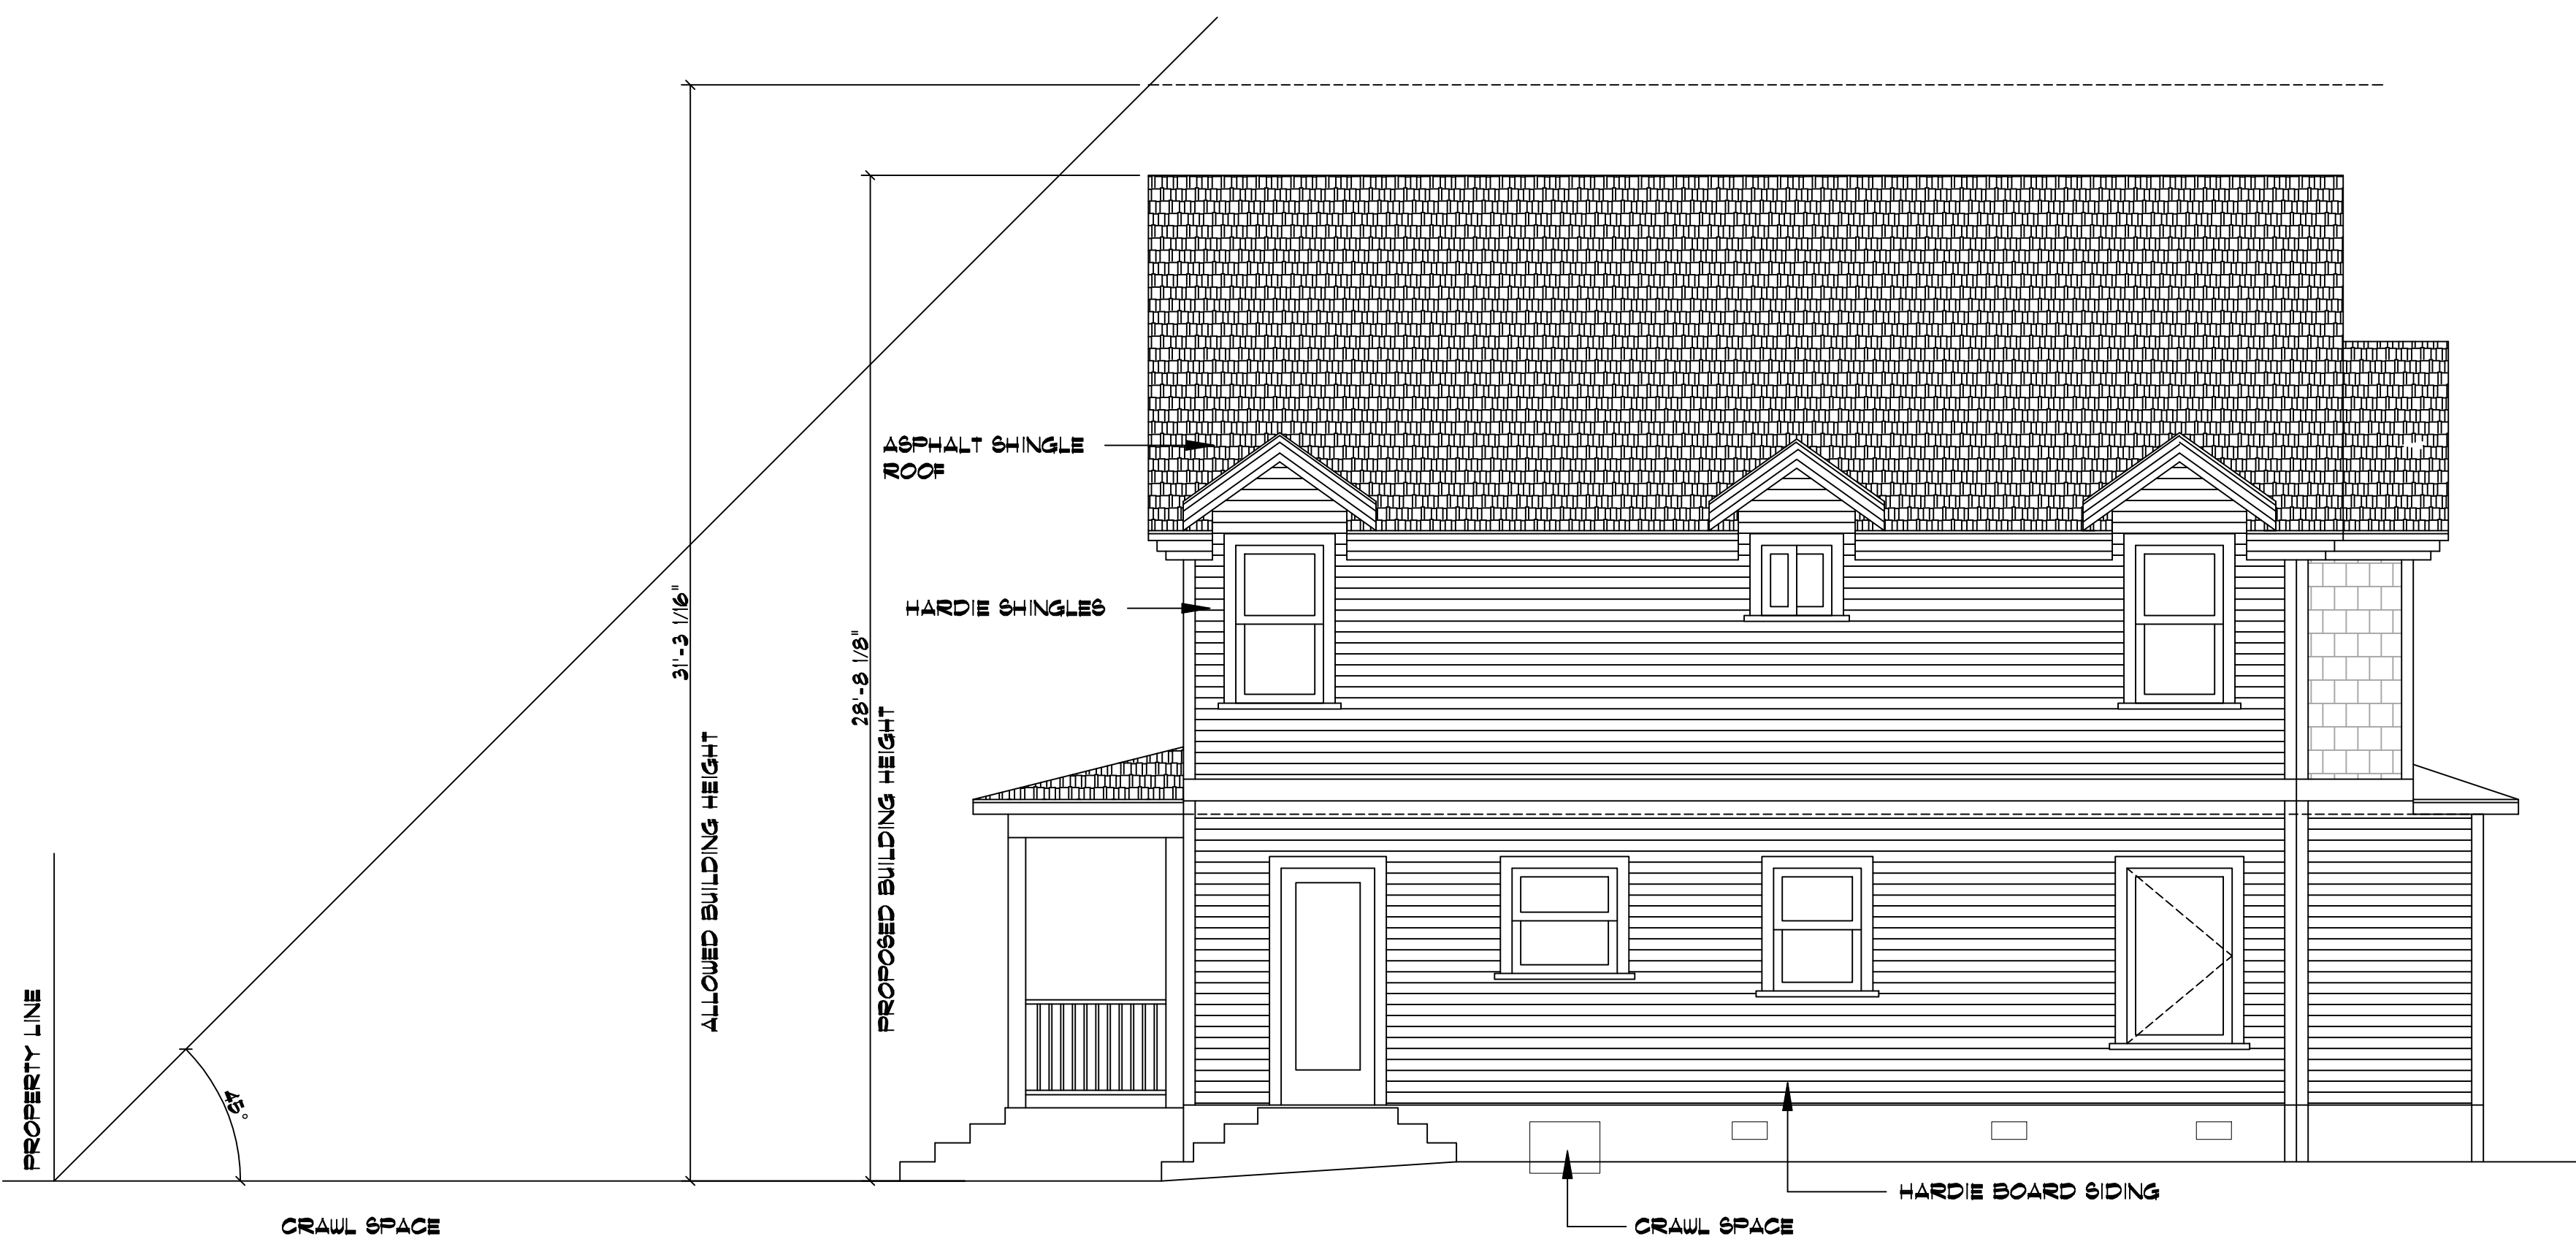 ASPHALT SHINGLE
ROOF
HARDIE SHINGLES
31'-3 1/16"
ALLOWED BUILDING HEIGHT
28'-8 1/8"
PROPOSED BUILDING HEIGHT
PROPERTY LINE
45°
HARDIE BOARD SIDING
CRAWL SPACE
CRAWL SPACE